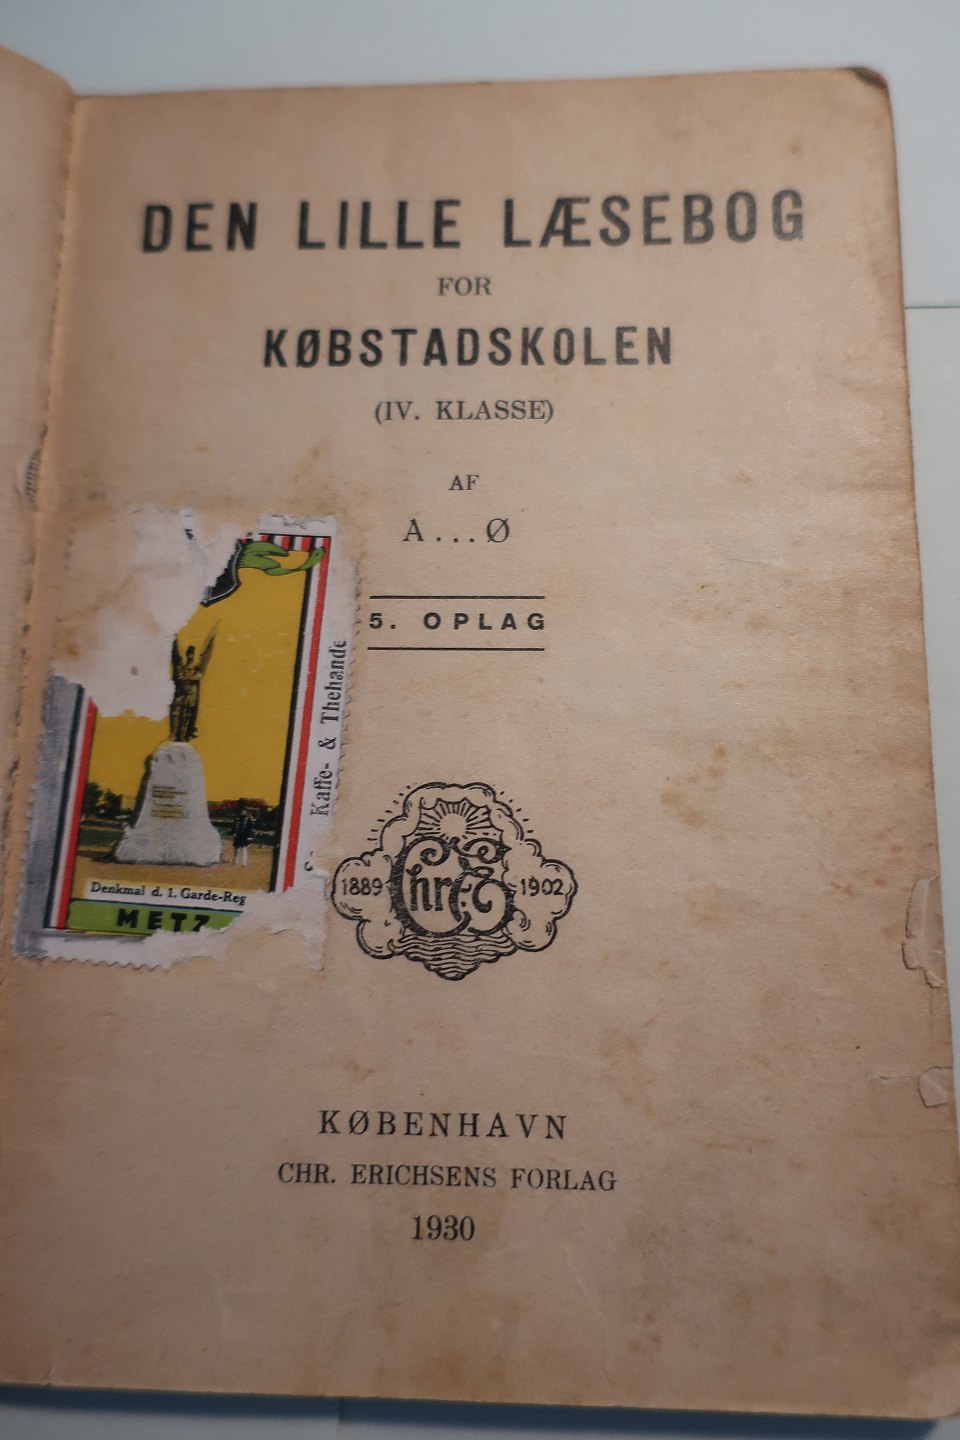 DEN LILLE LÆSEBOG
FOR
KØBSTADSKOLEN
(IV. KLASSE)
AF
A...Ø
5. OPLAG
Kaffe- & Thehande
Denkmal d. 1. Garde-Reg
METZ
1889 Chr. E 1902
KØBENHAVN
CHR. ERICHSENS FORLAG
1930